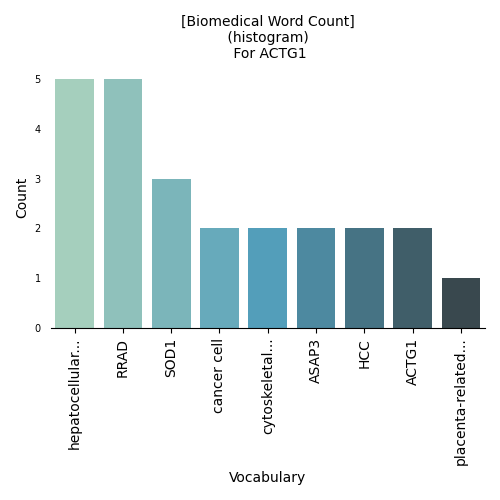 [Biomedical Word Count]
(histogram)
For ACTG1
5
4
3
2
1
0
Count
hepatocellular...
RRAD
SOD1
cancer cell
cytoskeletal...
ASAP3
HCC
ACTG1
placenta-related...
Vocabulary